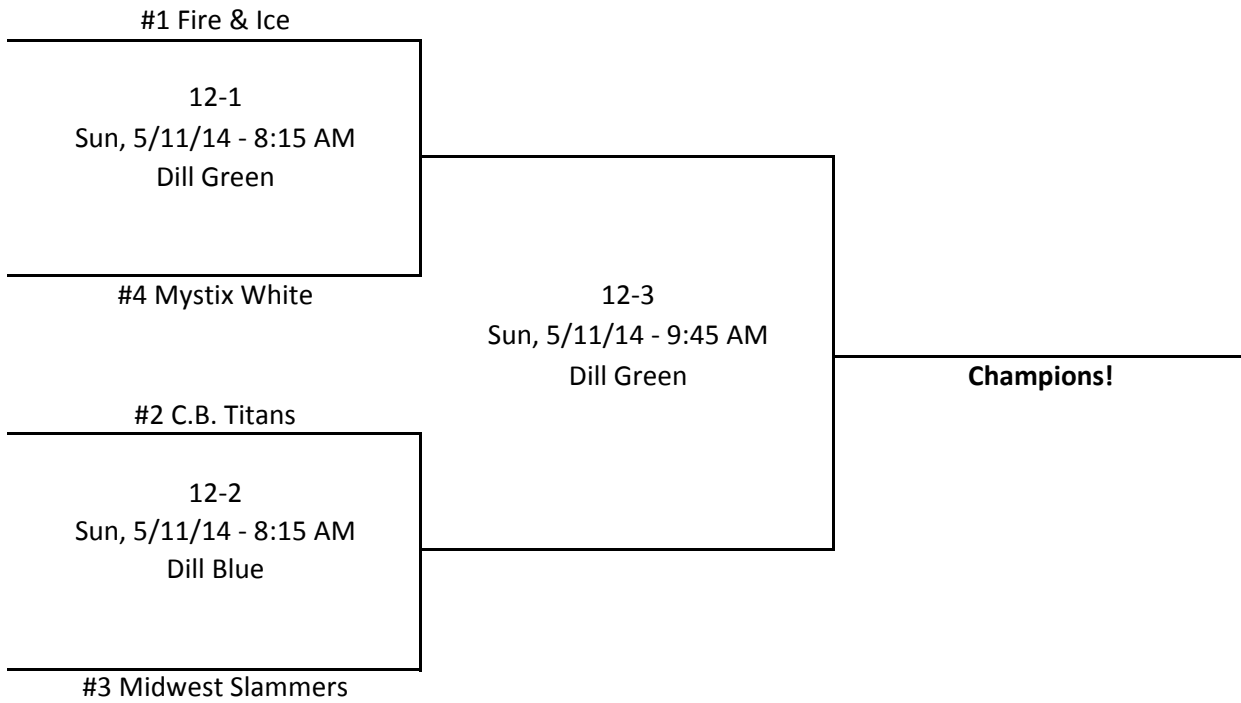 #1 Fire & Ice
12-1
Sun, 5/11/14 - 8:15 AM
Dill Green
#4 Mystix White
12-3
Sun, 5/11/14 - 9:45 AM
Dill Green
Champions!
#2 C.B. Titans
12-2
Sun, 5/11/14 - 8:15 AM
Dill Blue
#3 Midwest Slammers